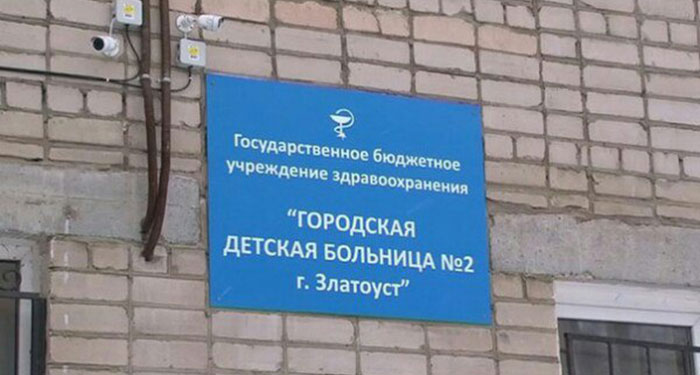 Государственное бюджетное
учреждение здравоохранения
“ГОРОДСКАЯ
ДЕТСКАЯ БОЛЬНИЦА №2
г. Златоуст”